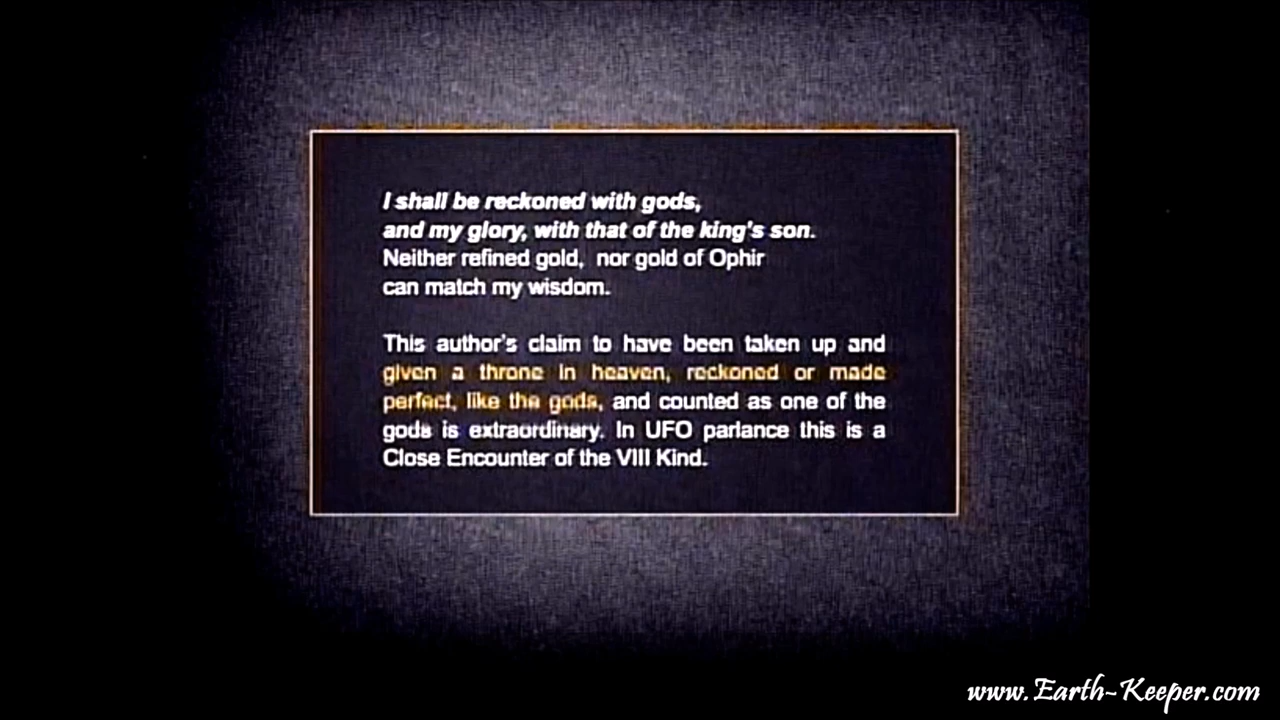 I shall be reckoned with gods,
and my glory, with that of the king's son.
Neither refined gold, nor gold of Ophir
can match my wisdom.
This author's claim to have been taken up and
given a throne in heaven, reckoned or made
perfect, like the gods, and counted as one of the
gods is extraordinary. In UFO parlance this is a
Close Encounter of the VIII Kind.
www.Earth-Keeper.com